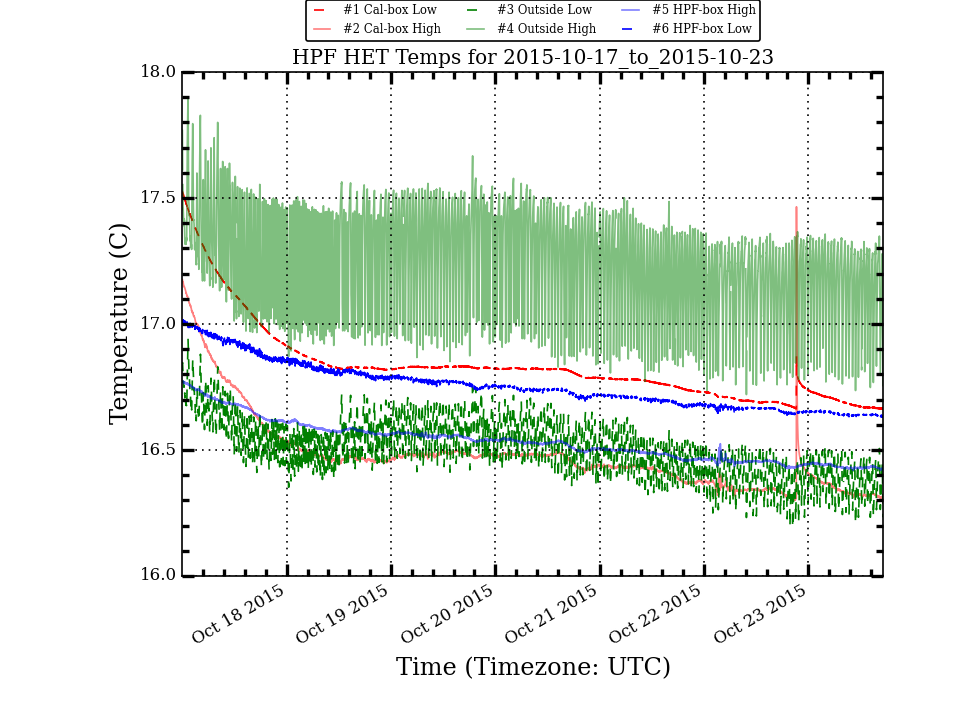 #1 Cal-box Low #3 Outside Low #5 HPF-box High
#2 Cal-box High #4 Outside High #6 HPF-box Low
HPF HET Temps for 2015-10-17_to_2015-10-23
18.0
17.5
17.0
16.5
16.0
Temperature (C)
Oct 18 2015 Oct 19 2015 Oct 20 2015 Oct 21 2015 Oct 22 2015 Oct 23 2015
Time (Timezone: UTC)